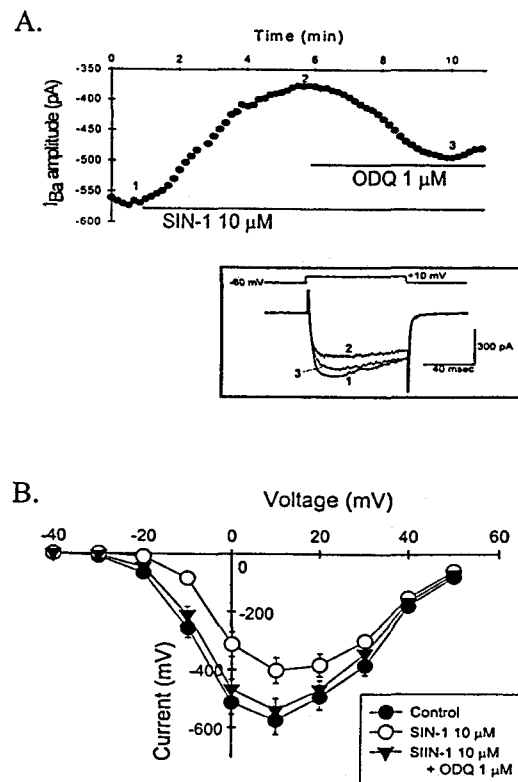 A.
Time (min)
0 2 4 6 8 10
-350
-400
-450
-500
-550
-600
IBa amplitude (pA)
1
2
3
ODQ 1 µM
SIN-1 10 µM
-60 mV
+10 mV
2
3
1
300 pA
40 msec
B.
Voltage (mV)
-40 -20 0 20 40 60
-200
-400
-600
Current (mV)
Control
SIN-1 10 µM
SIIN-1 10 µM
+ ODQ 1 µM